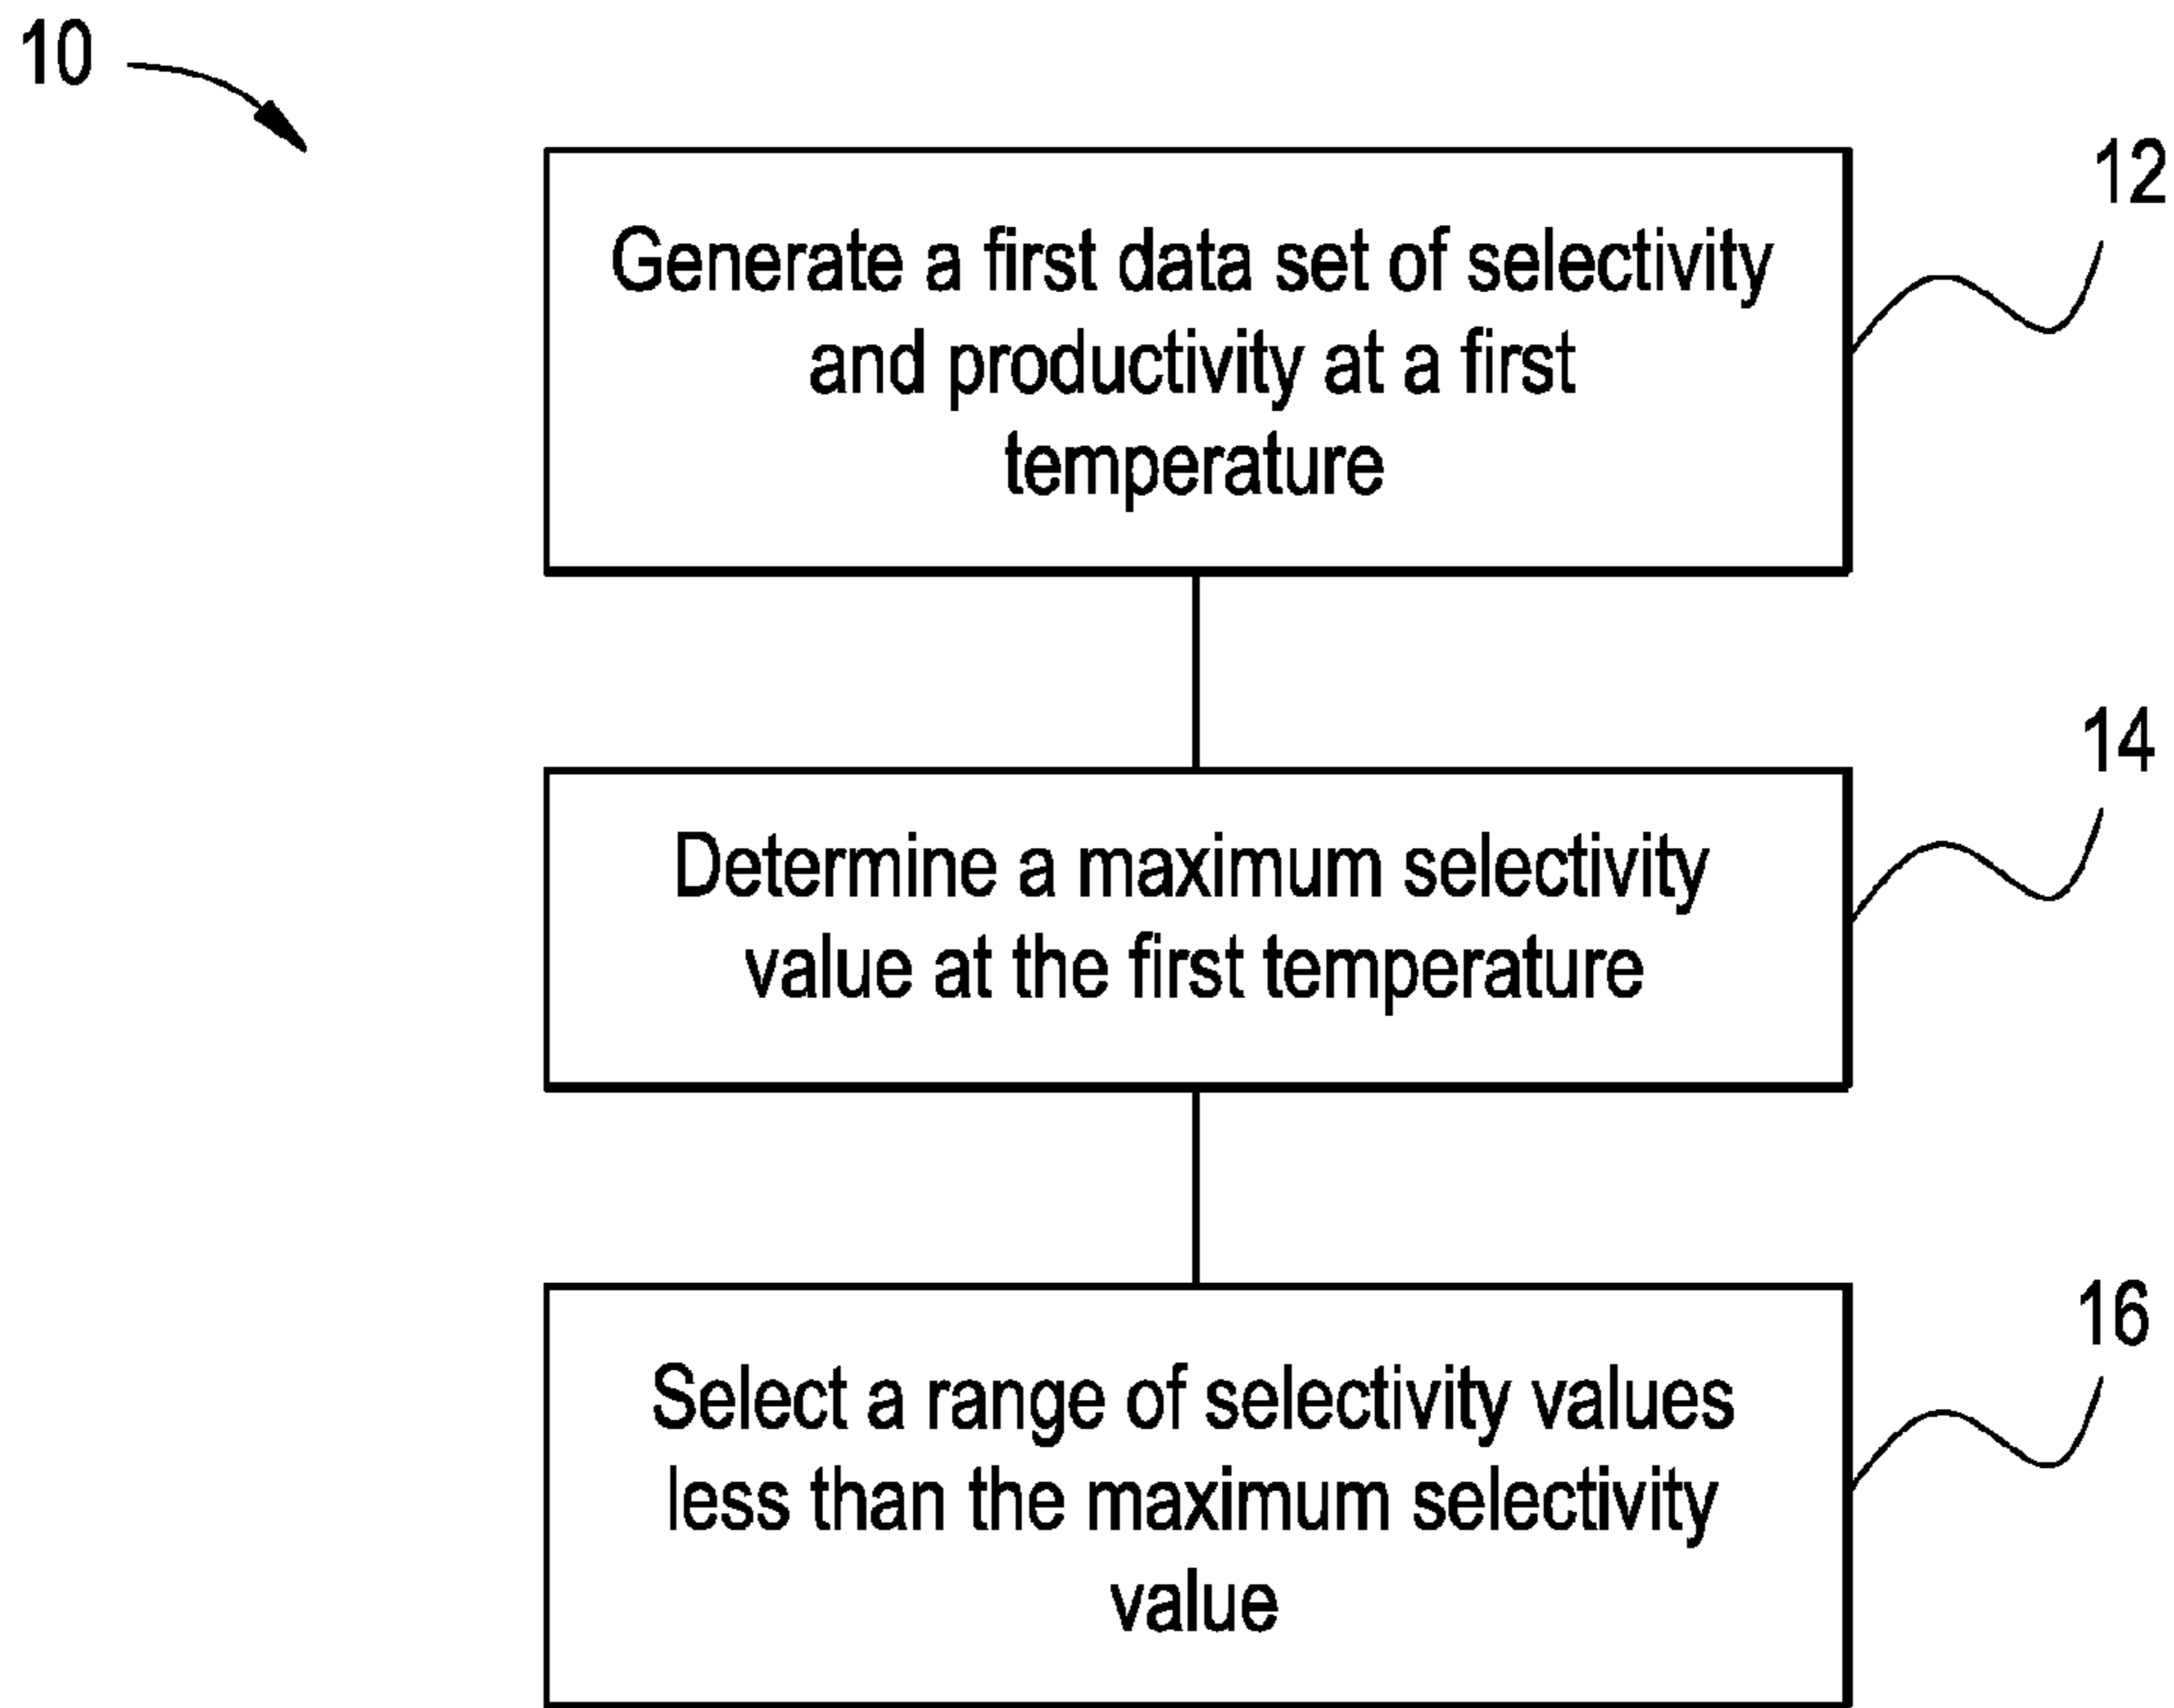 10
12
Generate a first data set of selectivity
and productivity at a first
temperature
14
Determine a maximum selectivity
value at the first temperature
16
Select a range of selectivity values
less than the maximum selectivity
value